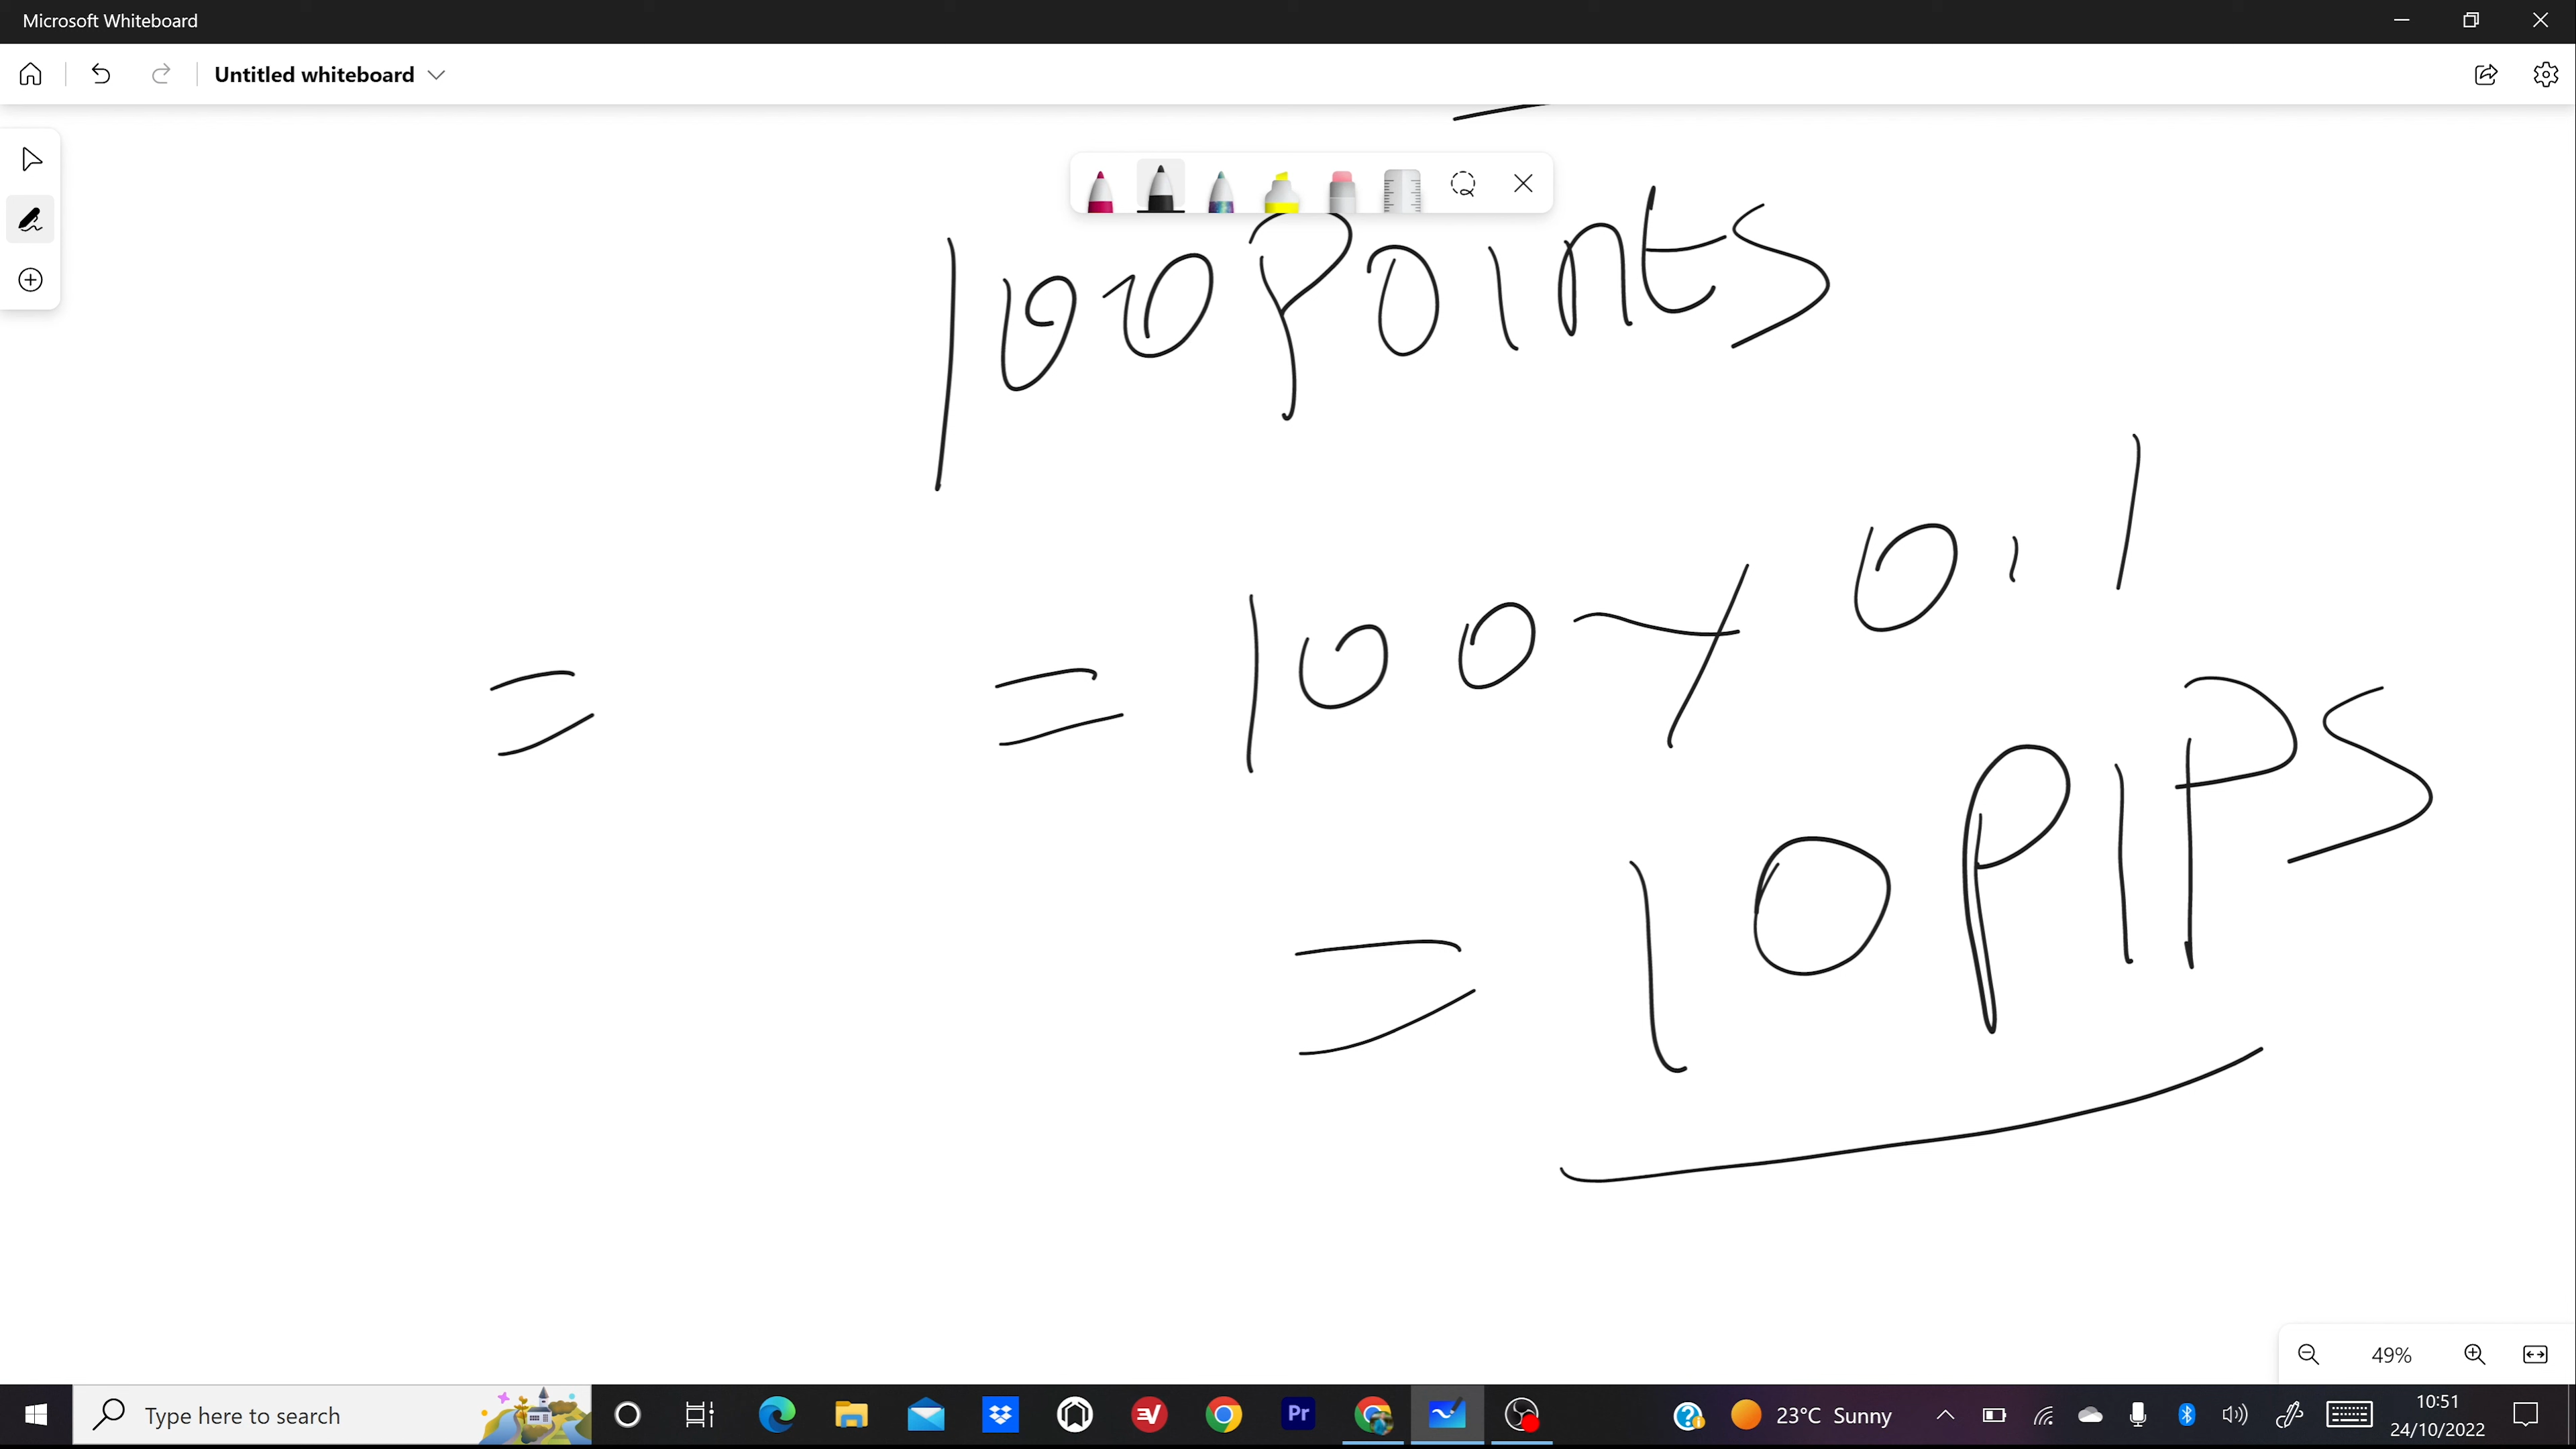 Microsoft Whiteboard
Untitled whiteboard
100 Points
=
= 100 x 0.1
= 10 PIPS
49%
Type here to search
Pr
23°C Sunny
10:51
24/10/2022